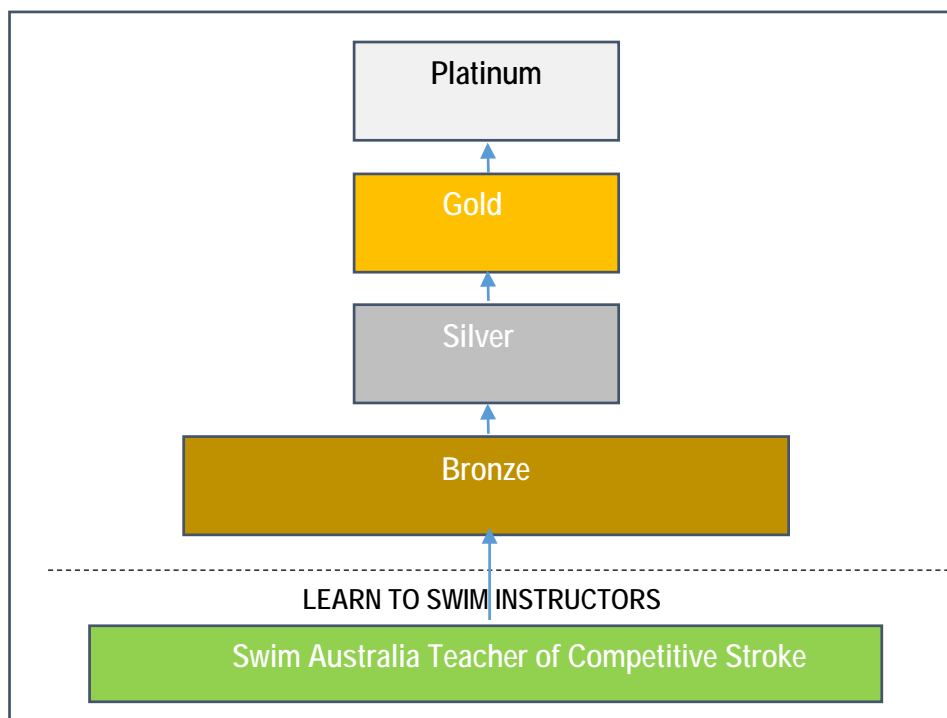 Platinum
Gold
Silver
Bronze
LEARN TO SWIM INSTRUCTORS
Swim Australia Teacher of Competitive Stroke